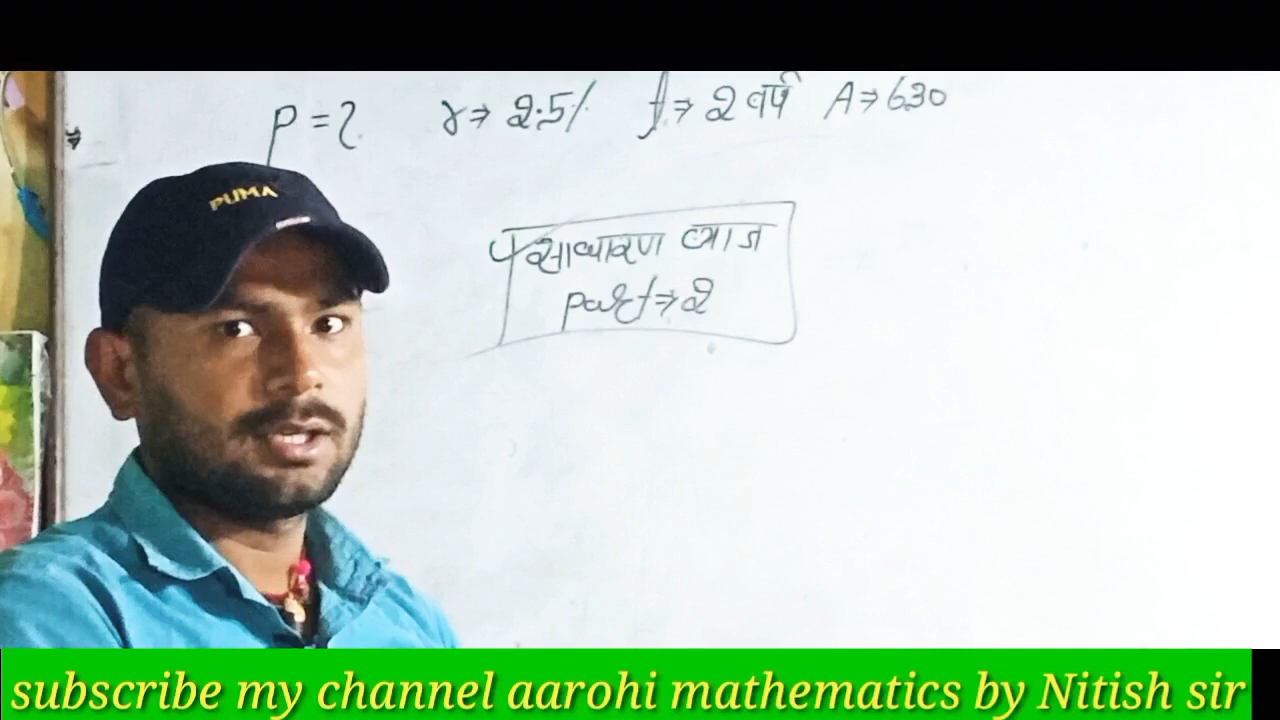 P = ? r ⇒ 2.5% t ⇒ 2 वर्ष A ⇒ 630
PUMA
साधारण ब्याज
part ⇒ 2
subscribe my channel aarohi mathematics by Nitish sir